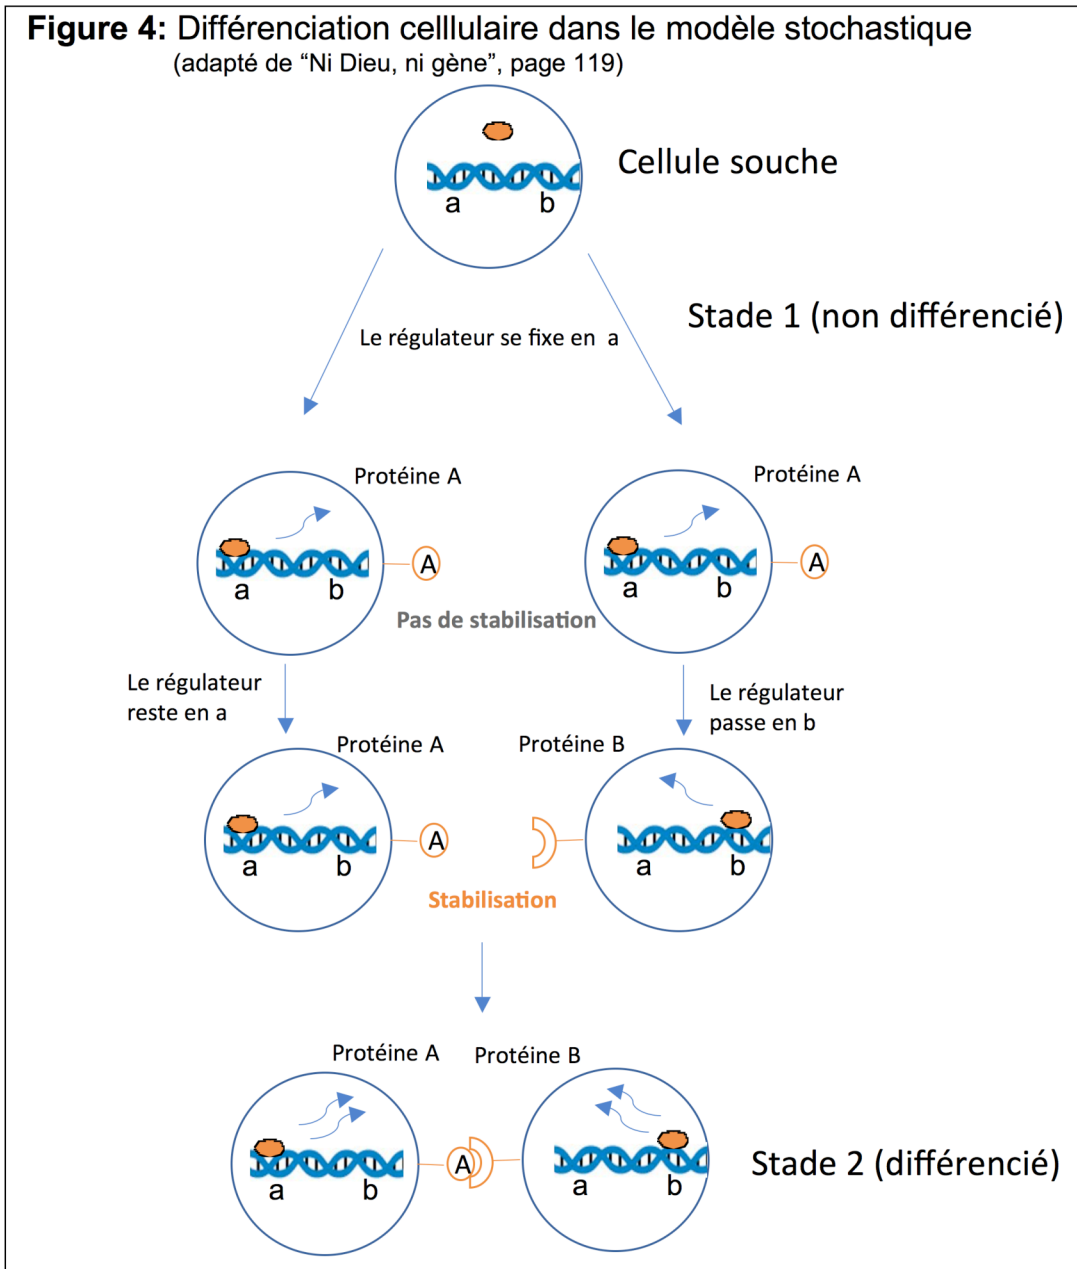 Figure 4: Différenciation celllulaire dans le modèle stochastique
(adapté de “Ni Dieu, ni gène”, page 119)
Cellule souche
a b
Stade 1 (non différencié)
Le régulateur se fixe en a
Protéine A
Protéine A
A
A
a b
a b
Pas de stabilisation
Le régulateur
reste en a
Le régulateur
passe en b
Protéine A
Protéine B
A
a b
a b
Stabilisation
Protéine A
Protéine B
A
a b
a b
Stade 2 (différencié)